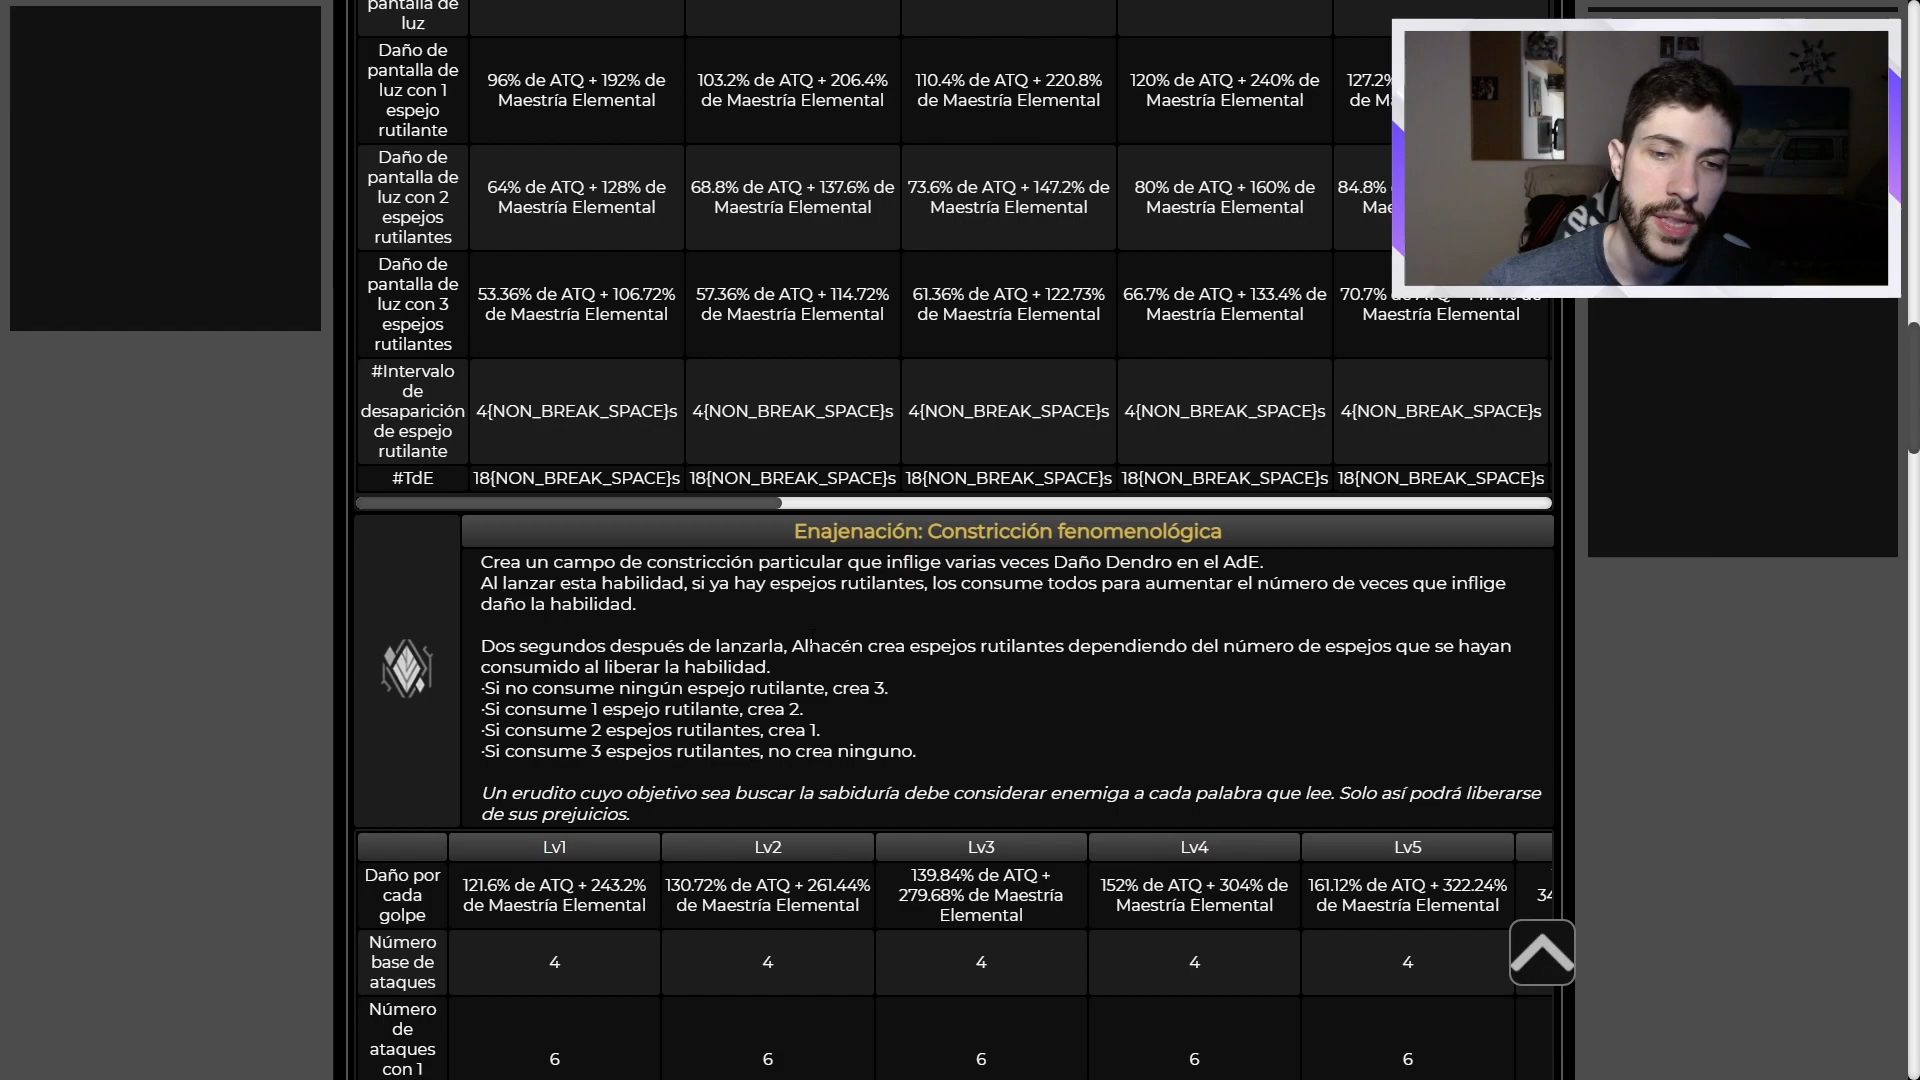 pantalla de
luz
Daño de
pantalla de
luz con 1
espejo
rutilante
96% de ATQ + 192% de
Maestría Elemental
103.2% de ATQ + 206.4%
de Maestría Elemental
110.4% de ATQ + 220.8%
de Maestría Elemental
120% de ATQ + 240% de
Maestría Elemental
127.2%
de
Daño de
pantalla de
luz con 2
espejos
rutilantes
64% de ATQ + 128% de
Maestría Elemental
68.8% de ATQ + 137.6% de
Maestría Elemental
73.6% de ATQ + 147.2% de
Maestría Elemental
80% de ATQ + 160% de
Maestría Elemental
84.8%
Daño de
pantalla de
luz con 3
espejos
rutilantes
53.36% de ATQ + 106.72%
de Maestría Elemental
57.36% de ATQ + 114.72%
de Maestría Elemental
61.36% de ATQ + 122.73%
de Maestría Elemental
66.7% de ATQ + 133.4% de
Maestría Elemental
70.7%
Maestría Elemental
#Intervalo
de
desaparición
de espejo
rutilante
4{NON_BREAK_SPACE}s
4{NON_BREAK_SPACE}s
4{NON_BREAK_SPACE}s
4{NON_BREAK_SPACE}s
4{NON_BREAK_SPACE}s
#TdE
18{NON_BREAK_SPACE}s
18{NON_BREAK_SPACE}s
18{NON_BREAK_SPACE}s
18{NON_BREAK_SPACE}s
18{NON_BREAK_SPACE}s
Enajenación: Constricción fenomenológica
Crea un campo de constricción particular que inflige varias veces Daño Dendro en el AdE.
Al lanzar esta habilidad, si ya hay espejos rutilantes, los consume todos para aumentar el número de veces que inflige
daño la habilidad.
Dos segundos después de lanzarla, Alhacén crea espejos rutilantes dependiendo del número de espejos que se hayan
consumido al liberar la habilidad.
·Si no consume ningún espejo rutilante, crea 3.
·Si consume 1 espejo rutilante, crea 2.
·Si consume 2 espejos rutilantes, crea 1.
·Si consume 3 espejos rutilantes, no crea ninguno.
Un erudito cuyo objetivo sea buscar la sabiduría debe considerar enemiga a cada palabra que lee. Solo así podrá liberarse
de sus prejuicios.
Lv1
Lv2
Lv3
Lv4
Lv5
Daño por
cada
golpe
121.6% de ATQ + 243.2%
de Maestría Elemental
130.72% de ATQ + 261.44%
de Maestría Elemental
139.84% de ATQ +
279.68% de Maestría
Elemental
152% de ATQ + 304% de
Maestría Elemental
161.12% de ATQ + 322.24%
de Maestría Elemental
34
Número
base de
ataques
4
4
4
4
4
Número
de
ataques
con 1
6
6
6
6
6